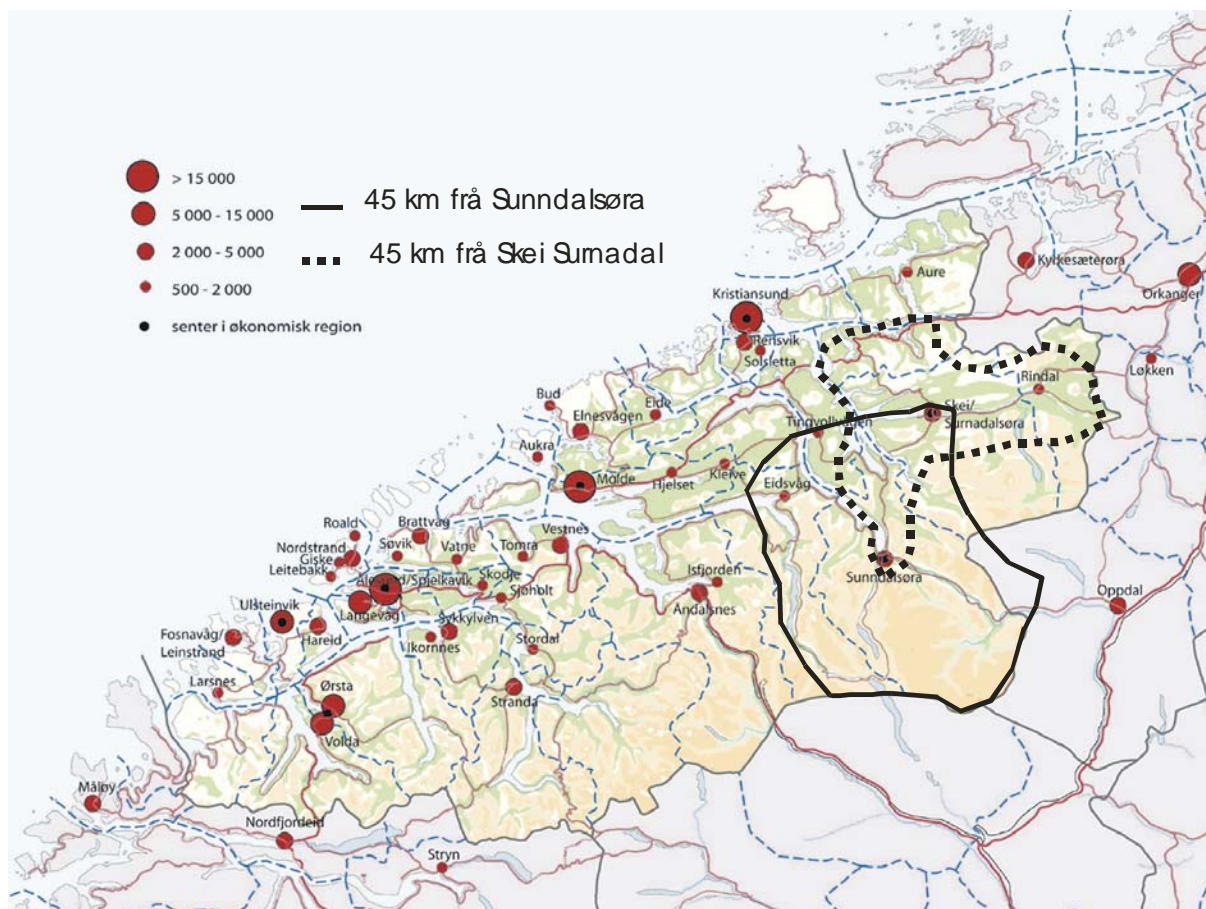 > 15 000
5 000 - 15 000
2 000 - 5 000
500 - 2 000
senter i økonomisk region
45 km frå Sunndalsøra
45 km frå Skei Surnadal
Kyrkesæterøra
Aure
Orkanger
Kristiansund
Rensvik
Solsletta
Løkken
Rindal
Bud
Eide
Elnesvågen
Skei/
Surnadalsøra
Tingvollvågen
Aukra
Molde
Hjelset
Kleive
Eidsvåg
Roald
Brattvåg
Vestnes
Nordstrand
Søvik
Vatne
Tomra
Giske
Leitebakk
Ålesund/Spjelkavik
Skodje
Sjøholt
Isfjorden
Åndalsnes
Sunndalsøra
Oppdal
Ulsteinvik
Langevåg
Fosnavåg/
Leinstrand
Hareid
Sykkylven
Ikornnes
Stordal
Larsnes
Ørsta
Stranda
Volda
Måløy
Nordfjordeid
Stryn